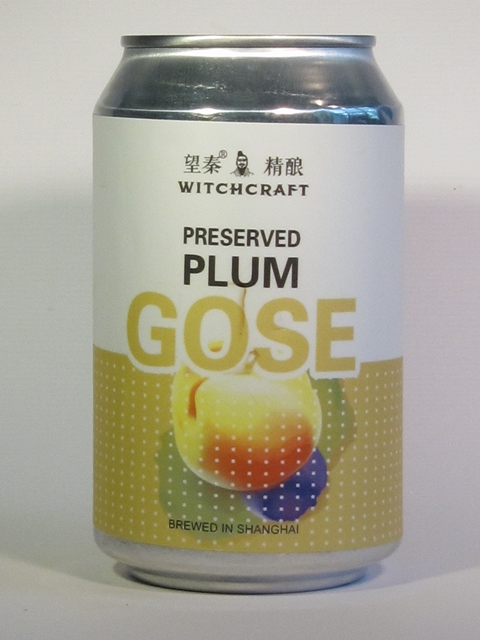 望秦® 精酿
WITCHCRAFT
PRESERVED
PLUM
GOSE
BREWED IN SHANGHAI